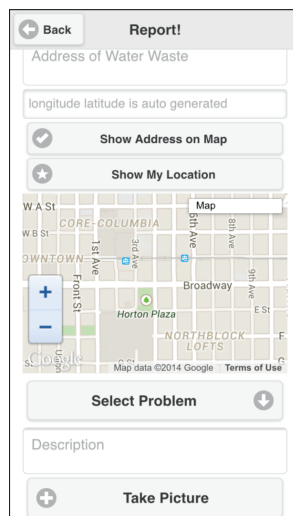 Back
Report!
Address of Water Waste
longitude latitude is auto generated
Show Address on Map
Show My Location
W A St
Map
CORE-COLUMBIA
W B St
1st Ave
3rd Ave
6th Ave
8th Ave
DOWNTOWN
Front St
Broadway
9th Ave
+
E St
Horton Plaza
−
NORTHBLOCK
LOFTS
F
Google
Map data ©2014 Google
Terms of Use
Select Problem
Description
Take Picture